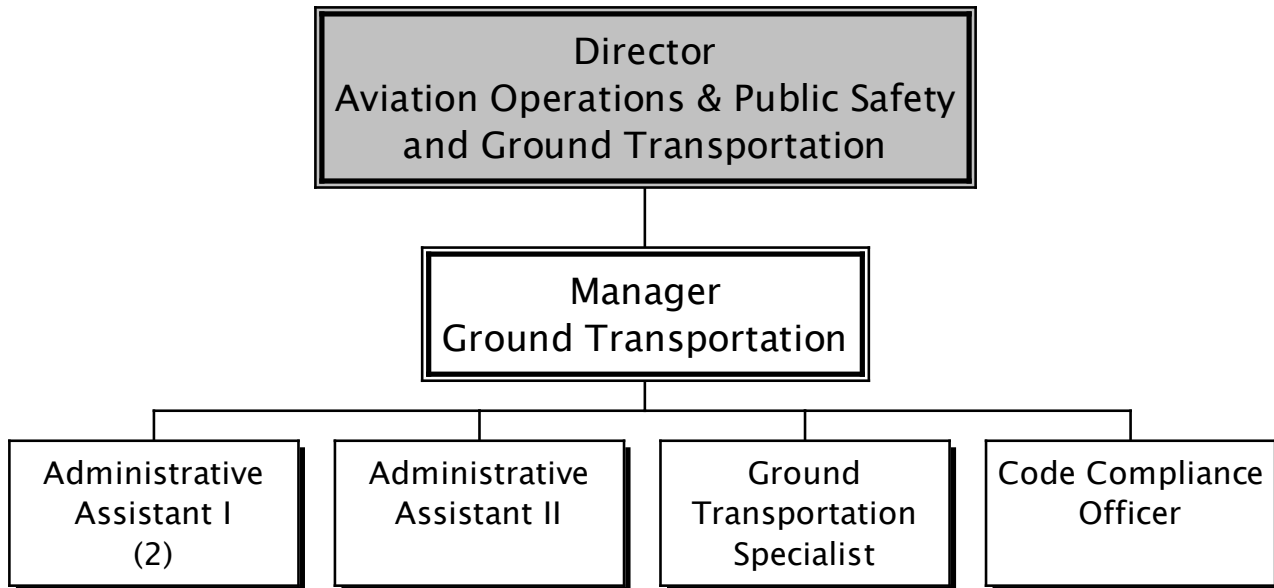 Director
Aviation Operations & Public Safety
and Ground Transportation
Manager
Ground Transportation
Administrative
Assistant I
(2)
Administrative
Assistant II
Ground
Transportation
Specialist
Code Compliance
Officer